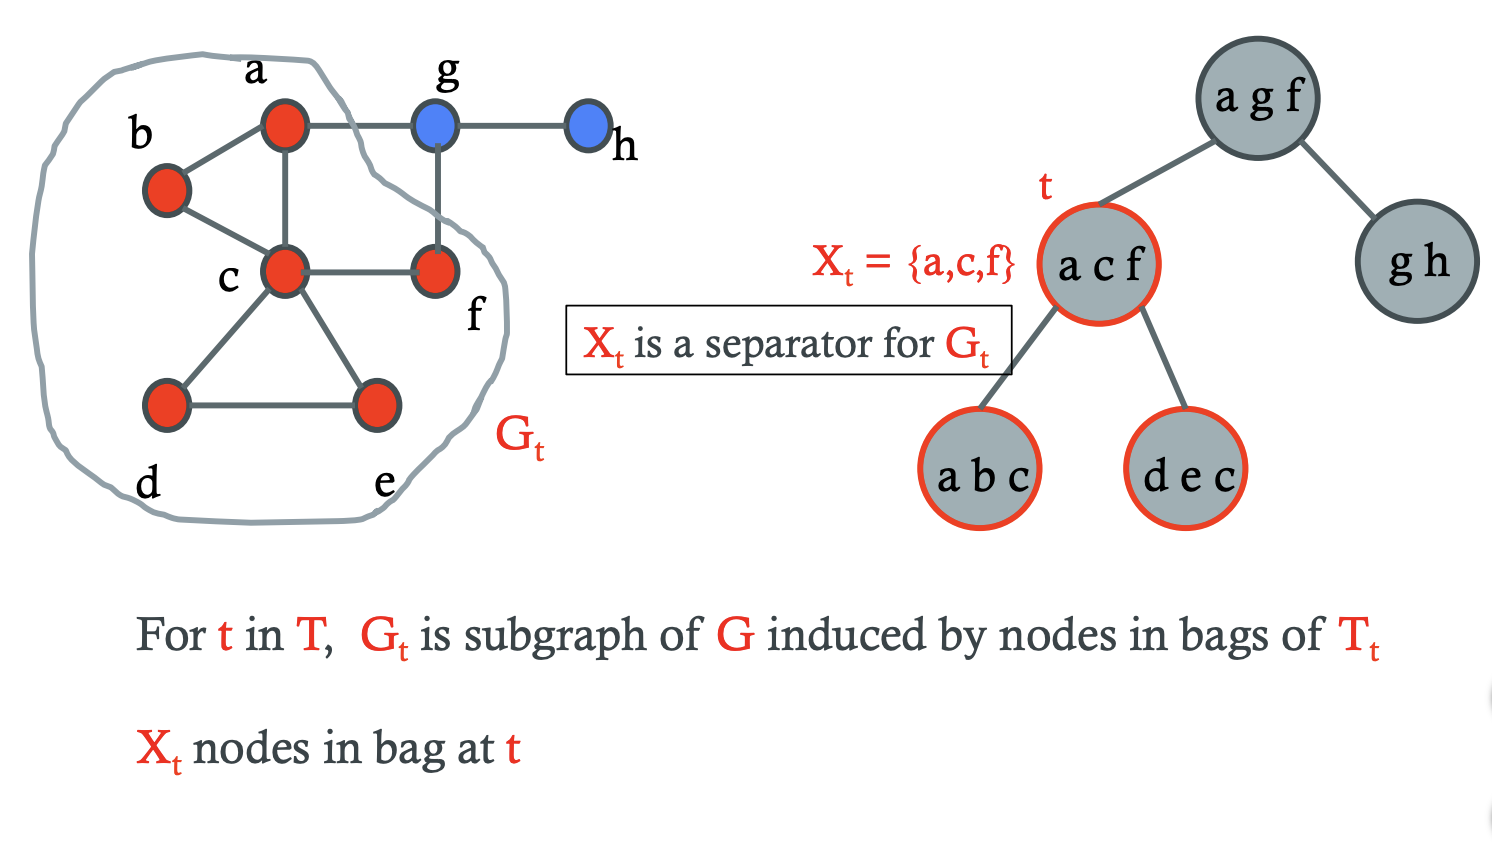 a
g
b
h
c
f
d
e
G_t
a g f
t
X_t = {a,c,f}
a c f
g h
X_t is a separator for G_t
a b c
d e c
For t in T, G_t is subgraph of G induced by nodes in bags of T_t
X_t nodes in bag at t